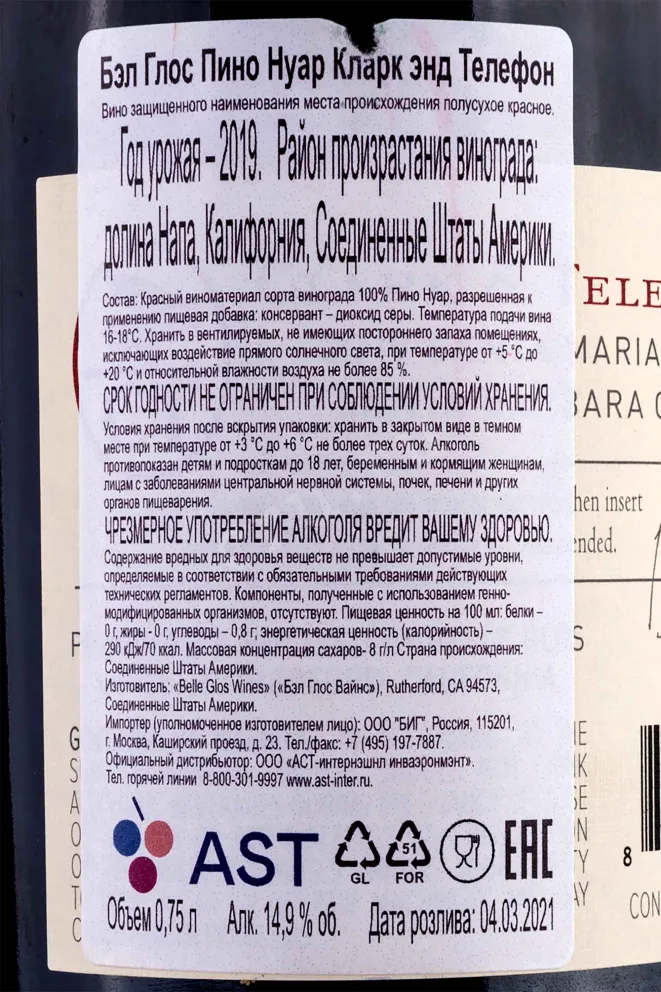 Бэл Глос Пино Нуар Кларк энд Телефон
Вино защищенного наименования места происхождения полусухое красное.
Год урожая – 2019. Район произрастания винограда:
долина Напа, Калифорния, Соединенные Штаты Америки.
Состав: Красный виноматериал сорта винограда 100% Пино Нуар, разрешенная к
применению пищевая добавка: консервант – диоксид серы. Температура подачи вина
16-18°С. Хранить в вентилируемых, не имеющих постороннего запаха помещениях,
исключающих воздействие прямого солнечного света, при температуре от +5 °С до
+20 °С и относительной влажности воздуха не более 85 %.
СРОК ГОДНОСТИ НЕ ОГРАНИЧЕН ПРИ СОБЛЮДЕНИИ УСЛОВИЙ ХРАНЕНИЯ.
Условия хранения после вскрытия упаковки: хранить в закрытом виде в темном
месте при температуре от +3 °С до +6 °С не более трех суток. Алкоголь
противопоказан детям и подросткам до 18 лет, беременным и кормящим женщинам,
лицам с заболеваниями центральной нервной системы, почек, печени и других
органов пищеварения.
ЧРЕЗМЕРНОЕ УПОТРЕБЛЕНИЕ АЛКОГОЛЯ ВРЕДИТ ВАШЕМУ ЗДОРОВЬЮ.
Содержание вредных для здоровья веществ не превышает допустимые уровни,
определяемые в соответствии с обязательными требованиями действующих
технических регламентов. Компоненты, полученные с использованием генно-
модифицированных организмов, отсутствуют. Пищевая ценность на 100 мл: белки –
0 г, жиры - 0 г, углеводы – 0,8 г; энергетическая ценность (калорийность) –
290 кДж/70 ккал. Массовая концентрация сахаров- 8 г/л Страна происхождения:
Соединенные Штаты Америки.
Изготовитель: «Belle Glos Wines» («Бэл Глос Вайнс»), Rutherford, CA 94573,
Соединенные Штаты Америки.
Импортер (уполномоченное изготовителем лицо): ООО "БИГ", Россия, 115201,
г. Москва, Каширский проезд, д. 23. Тел./факс: +7 (495) 197-7887.
Официальный дистрибьютор: ООО «АСТ-интернэшнл инваэронмэнт».
Тел. горячей линии 8-800-301-9997 www.ast-inter.ru.
AST
GL
51
FOR
EAC
Объем 0,75 л Алк. 14,9 % об. Дата розлива: 04.03.2021
TELE
MARIA
BARA
hen insert
nded.
8
CON